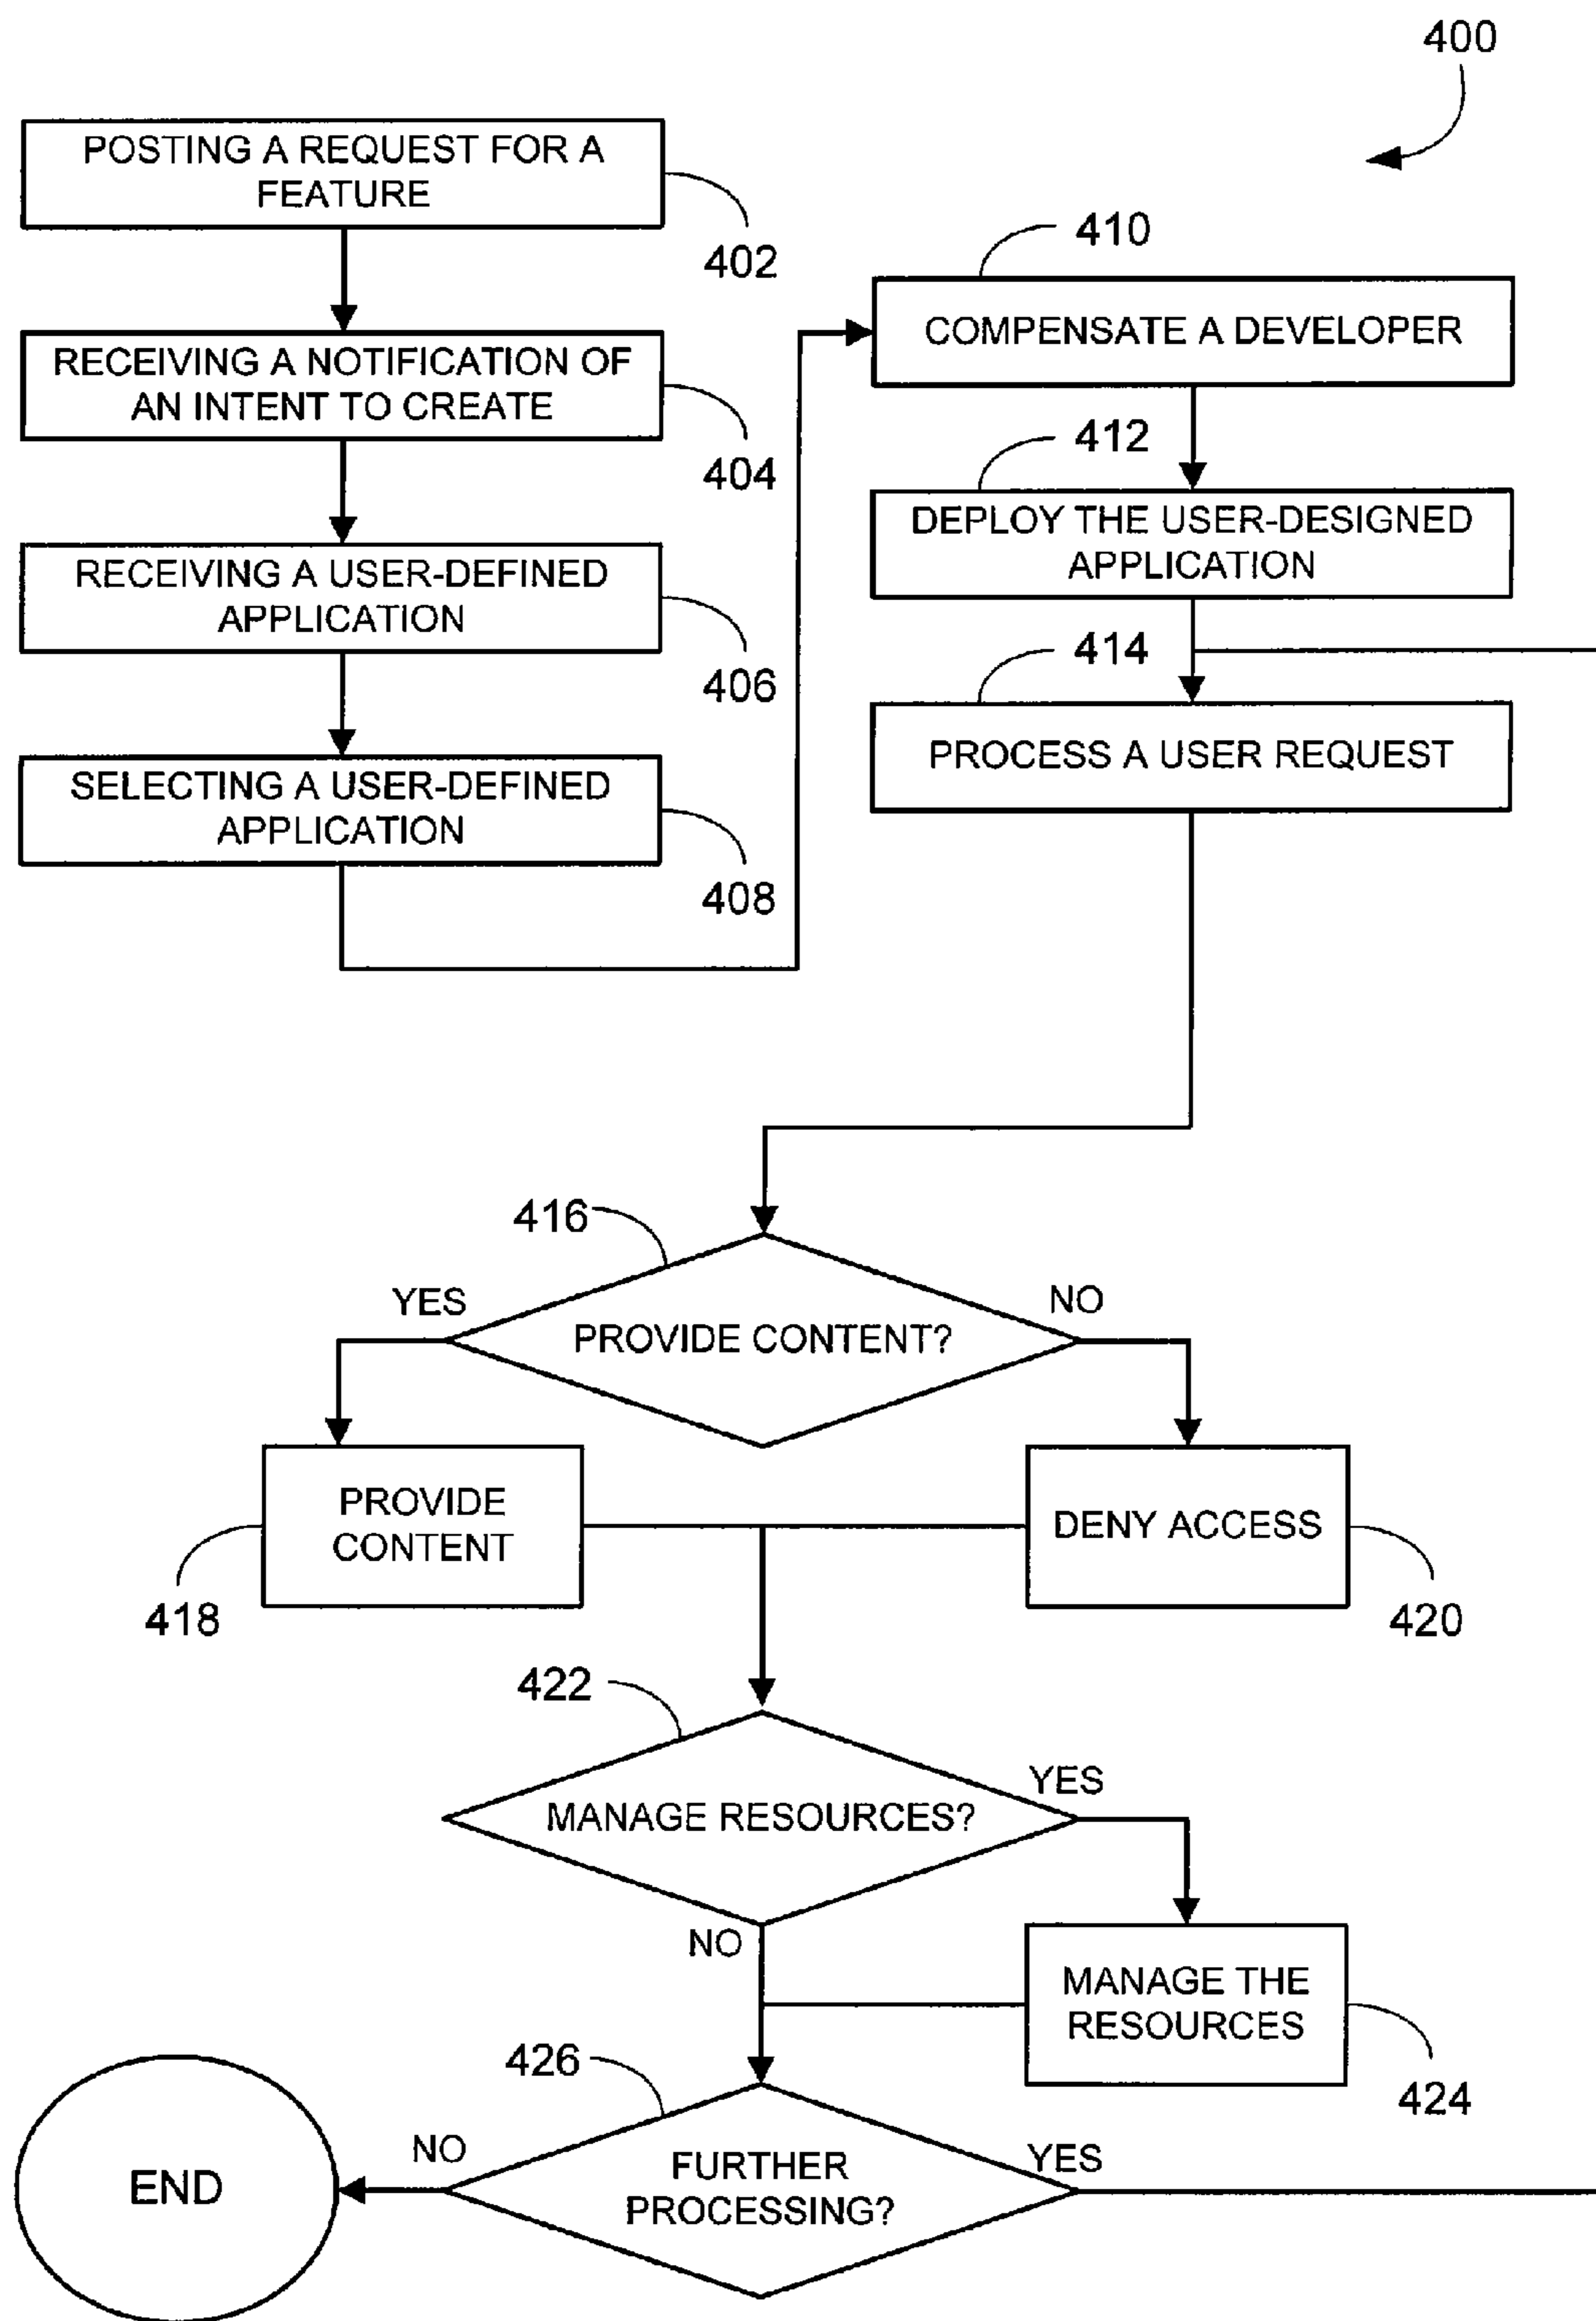 400
POSTING A REQUEST FOR A
FEATURE
402
RECEIVING A NOTIFICATION OF
AN INTENT TO CREATE
404
RECEIVING A USER-DEFINED
APPLICATION
406
SELECTING A USER-DEFINED
APPLICATION
408
410
COMPENSATE A DEVELOPER
412
DEPLOY THE USER-DESIGNED
APPLICATION
414
PROCESS A USER REQUEST
416
YES
NO
PROVIDE CONTENT?
PROVIDE
CONTENT
418
DENY ACCESS
420
422
YES
MANAGE RESOURCES?
NO
MANAGE THE
RESOURCES
424
426
NO
YES
FURTHER
PROCESSING?
END